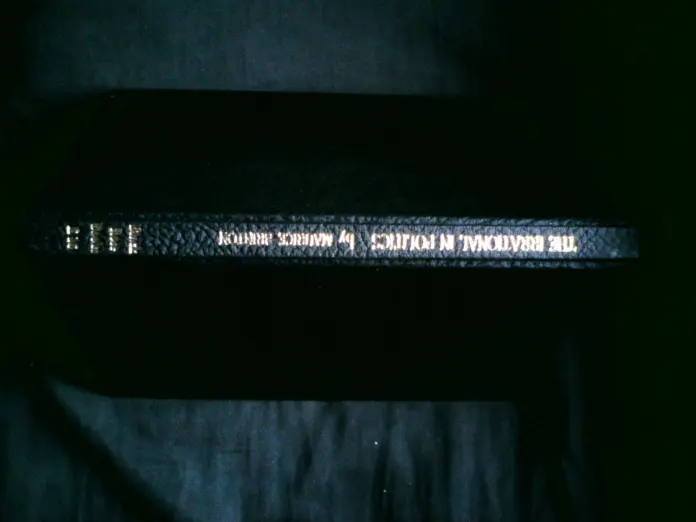 THE IRRATIONAL IN POLITICS by MAURICE BRINTON